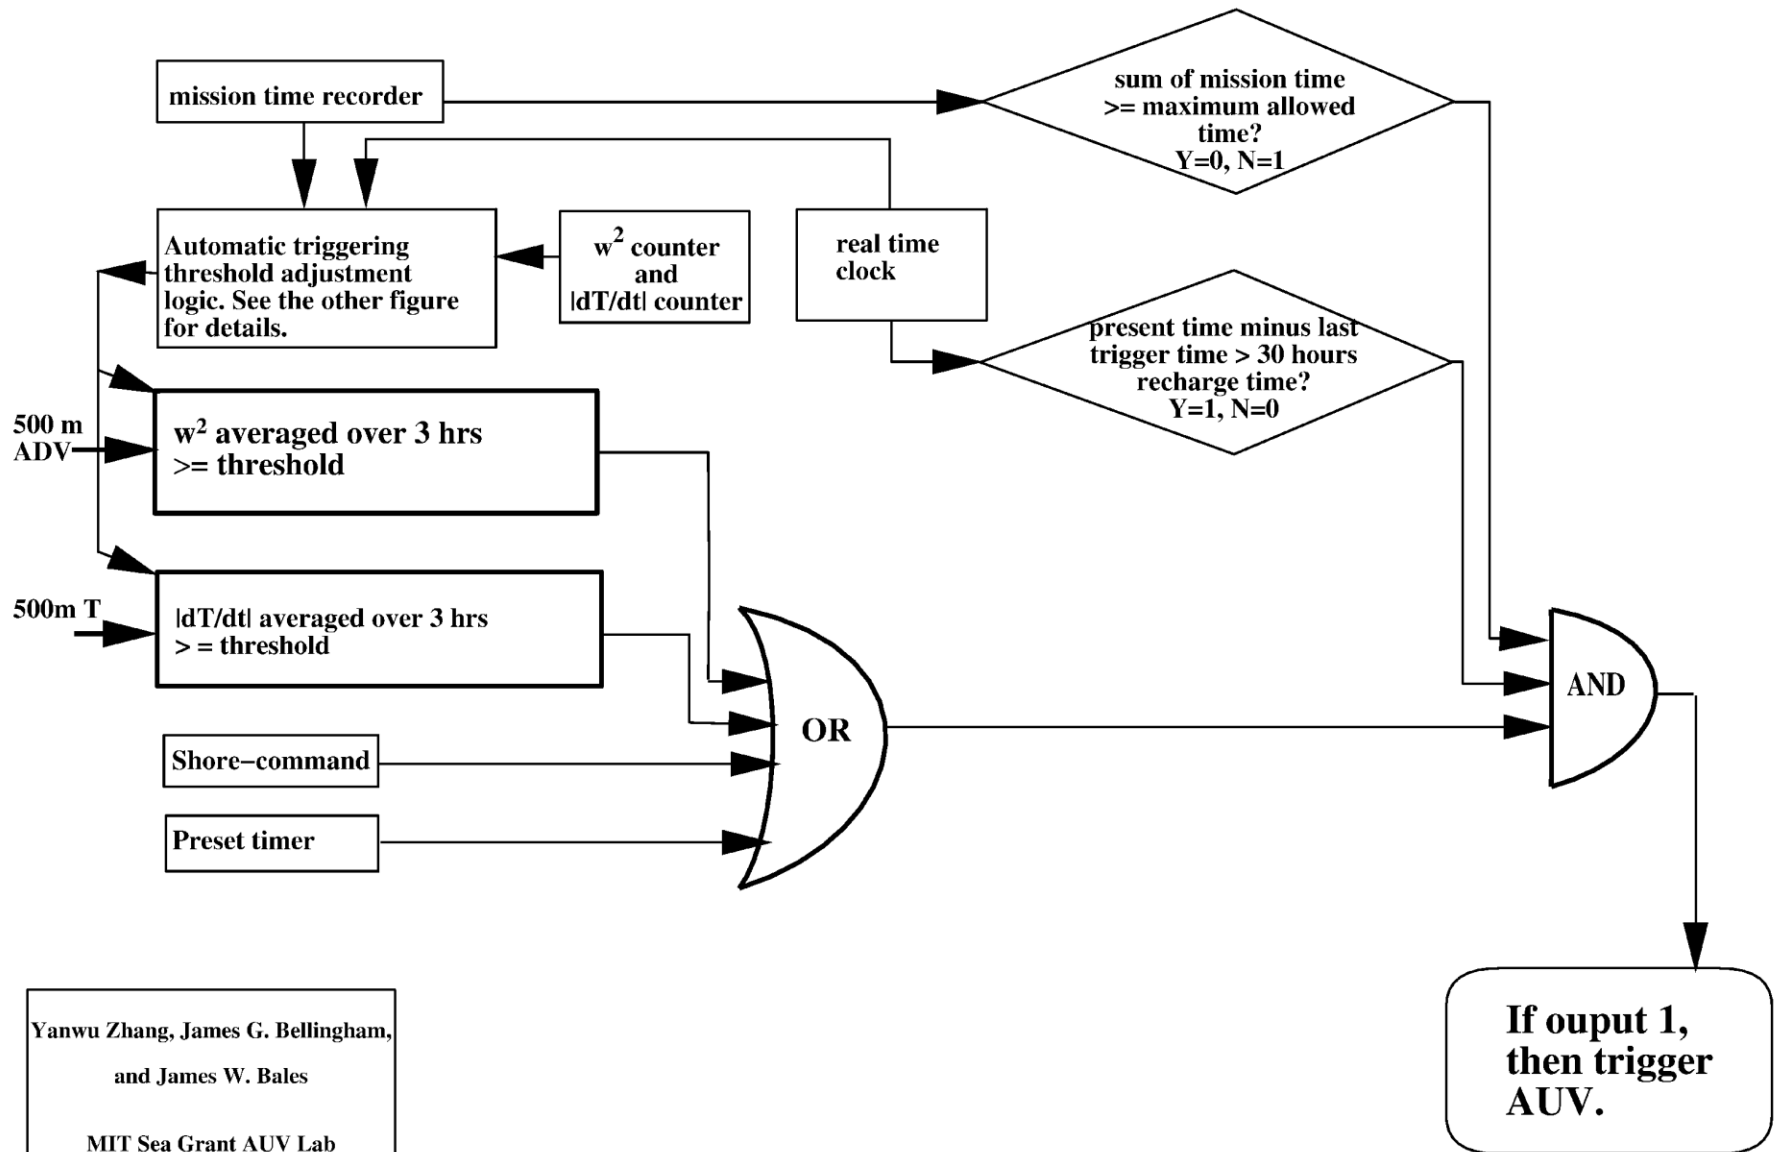 mission time recorder
sum of mission time
>= maximum allowed
time?
Y=0, N=1
Automatic triggering
threshold adjustment
logic. See the other figure
for details.
w² counter
and
|dT/dt| counter
real time
clock
present time minus last
trigger time > 30 hours
recharge time?
Y=1, N=0
500 m
ADV
w² averaged over 3 hrs
>= threshold
500m T
|dT/dt| averaged over 3 hrs
> = threshold
Shore−command
Preset timer
OR
AND
If ouput 1,
then trigger
AUV.
Yanwu Zhang, James G. Bellingham,
and James W. Bales
MIT Sea Grant AUV Lab